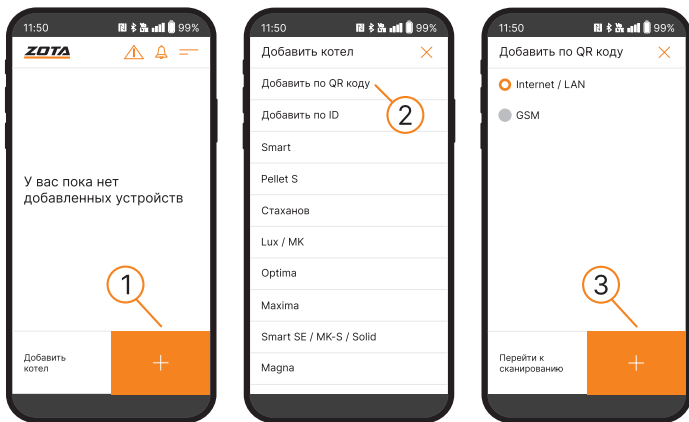 11:50 99%
ZOTA
У вас пока нет
добавленных устройств
1
Добавить
котел
+
11:50 99%
Добавить котел
Добавить по QR коду
2
Добавить по ID
Smart
Pellet S
Стаханов
Lux / MK
Optima
Maxima
Smart SE / MK-S / Solid
Magna
11:50 99%
Добавить по QR коду
Internet / LAN
GSM
3
Перейти к
сканированию
+